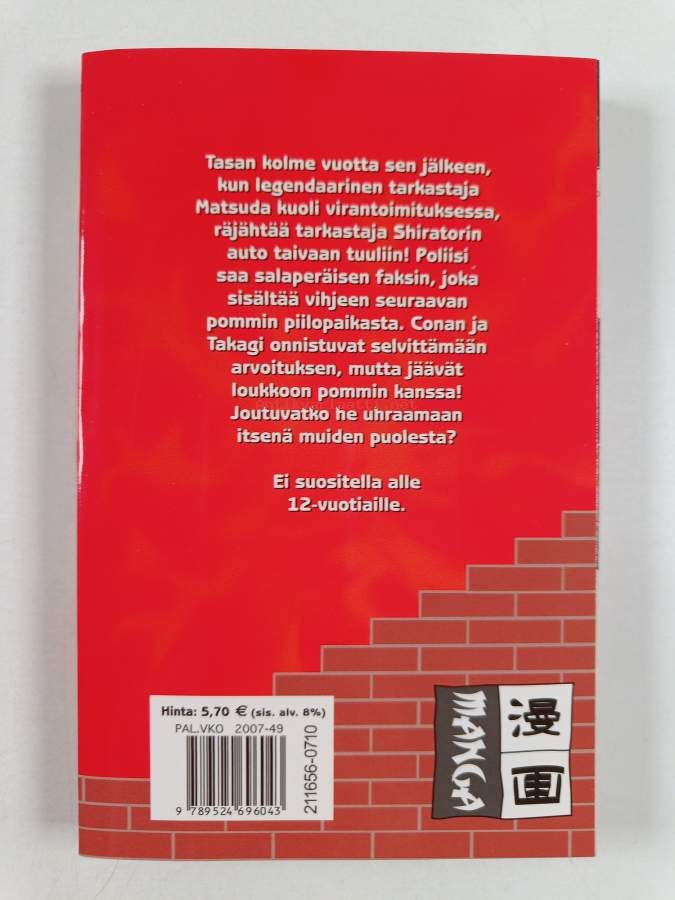 Tasan kolme vuotta sen jälkeen,
kun legendaarinen tarkastaja
Matsuda kuoli virantoimituksessa,
räjähtää tarkastaja Shiratorin
auto taivaan tuuliin! Poliisi
saa salaperäisen faksin, joka
sisältää vihjeen seuraavan
pommin piilopaikasta. Conan ja
Takagi onnistuvat selvittämään
arvoituksen, mutta jäävät
loukkoon pommin kanssa!
Joutuvatko he uhraamaan
itsenä muiden puolesta?
Ei suositella alle
12-vuotiaille.
Hinta: 5,70 € (sis. alv. 8%)
PAL.VKO 2007-49
211656-0710
9 789524 696043
MANGA
漫
画